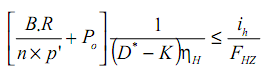 [ B.R / n × p' + P_o ] 1 / (D^* − K)η_H ≤ i_h / F_HZ